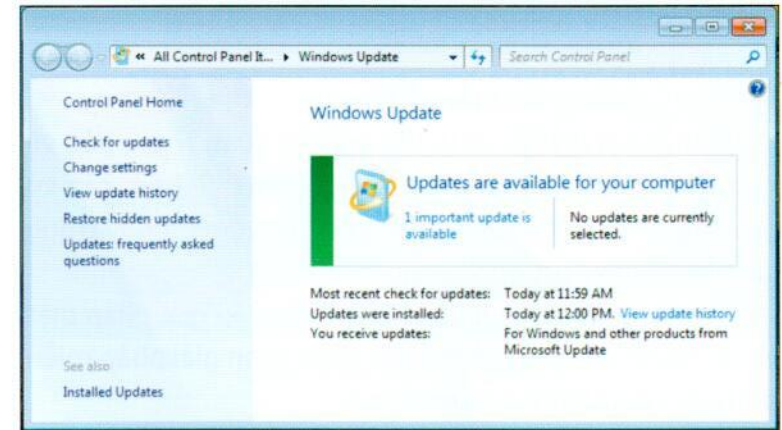 « All Control Panel It... ▸ Windows Update
Search Control Panel
Control Panel Home
Check for updates
Change settings
View update history
Restore hidden updates
Updates: frequently asked
questions
See also
Installed Updates
Windows Update
Updates are available for your computer
1 important update is
available
No updates are currently
selected.
Most recent check for updates: Today at 11:59 AM
Updates were installed: Today at 12:00 PM. View update history
You receive updates: For Windows and other products from
Microsoft Update